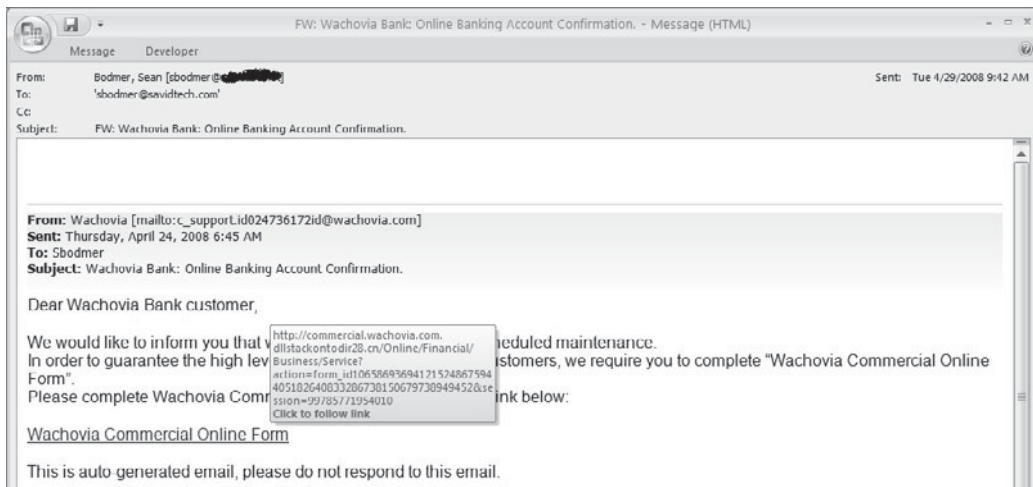 FW: Wachovia Bank: Online Banking Account Confirmation. - Message (HTML)
Message Developer
From: Bodmer, Sean [sbodmer@
Sent: Tue 4/29/2008 9:42 AM
To: 'sbodmer@savidtech.com'
Cc:
Subject: FW: Wachovia Bank: Online Banking Account Confirmation.
From: Wachovia [mailto:c_support.id024736172id@wachovia.com]
Sent: Thursday, April 24, 2008 6:45 AM
To: Sbodmer
Subject: Wachovia Bank: Online Banking Account Confirmation.
Dear Wachovia Bank customer,
We would like to inform you that heduled maintenance.
In order to guarantee the high lev istomers, we require you to complete “Wachovia Commercial Online
Form”.
Please complete Wachovia Com ink below:
http://commercial.wachovia.com.
dllstackontodir28.cn/Online/Financial/
Business/Service?
action=form_id10658693694121524867594
40518264083328673815067973894 9452&se
ssion=99785771954010
Click to follow link
Wachovia Commercial Online Form
This is auto-generated email, please do not respond to this email.